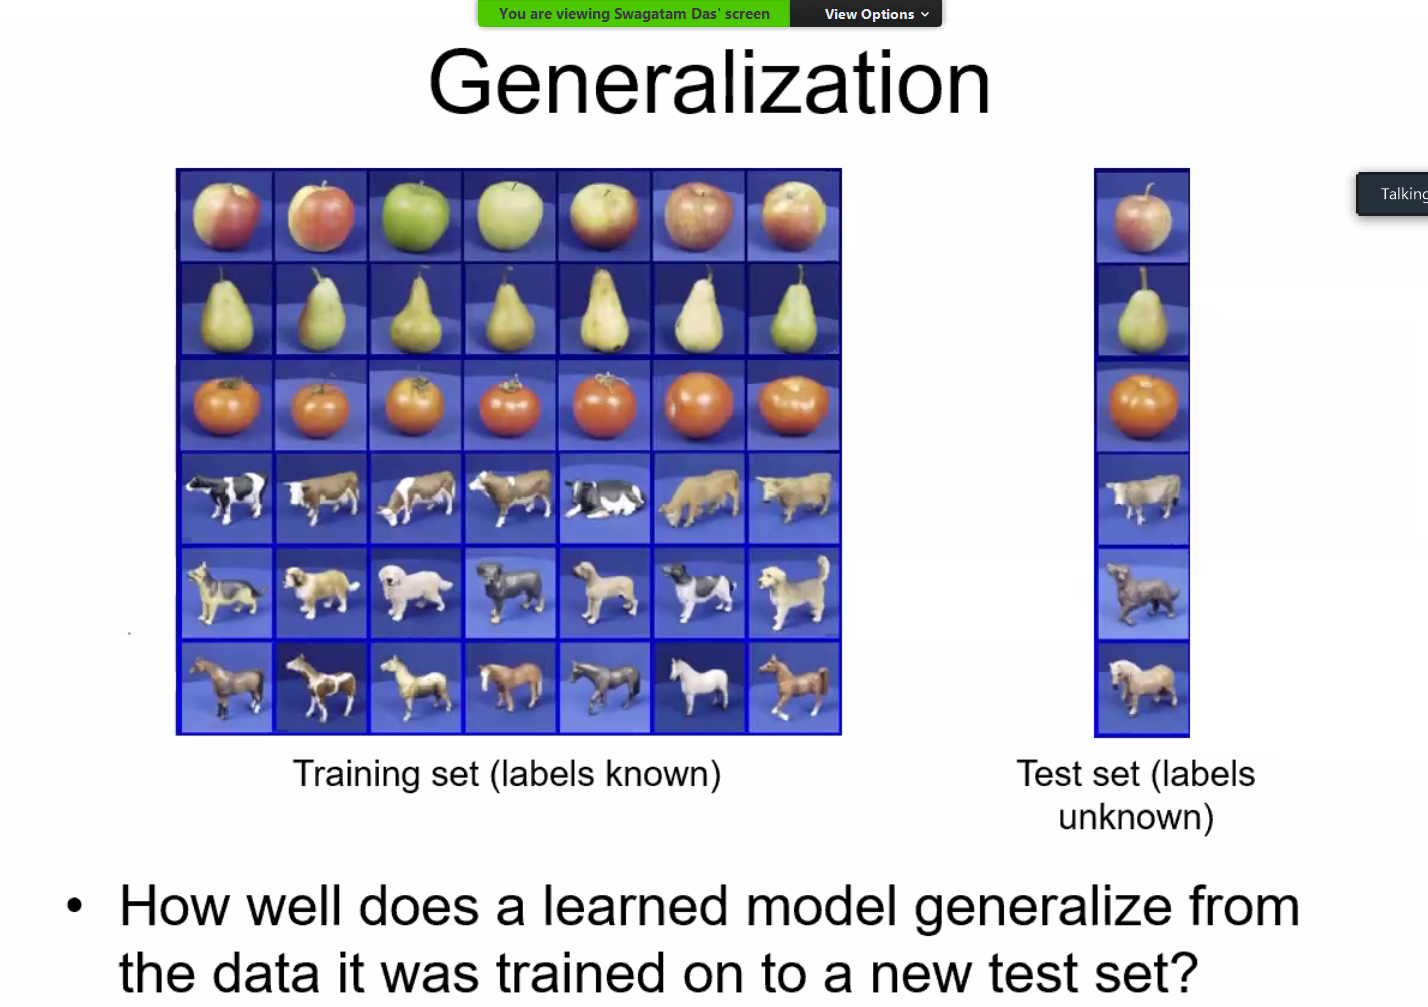 You are viewing Swagatam Das' screen
View Options
Generalization
Talking
Training set (labels known)
Test set (labels
unknown)
• How well does a learned model generalize from
the data it was trained on to a new test set?